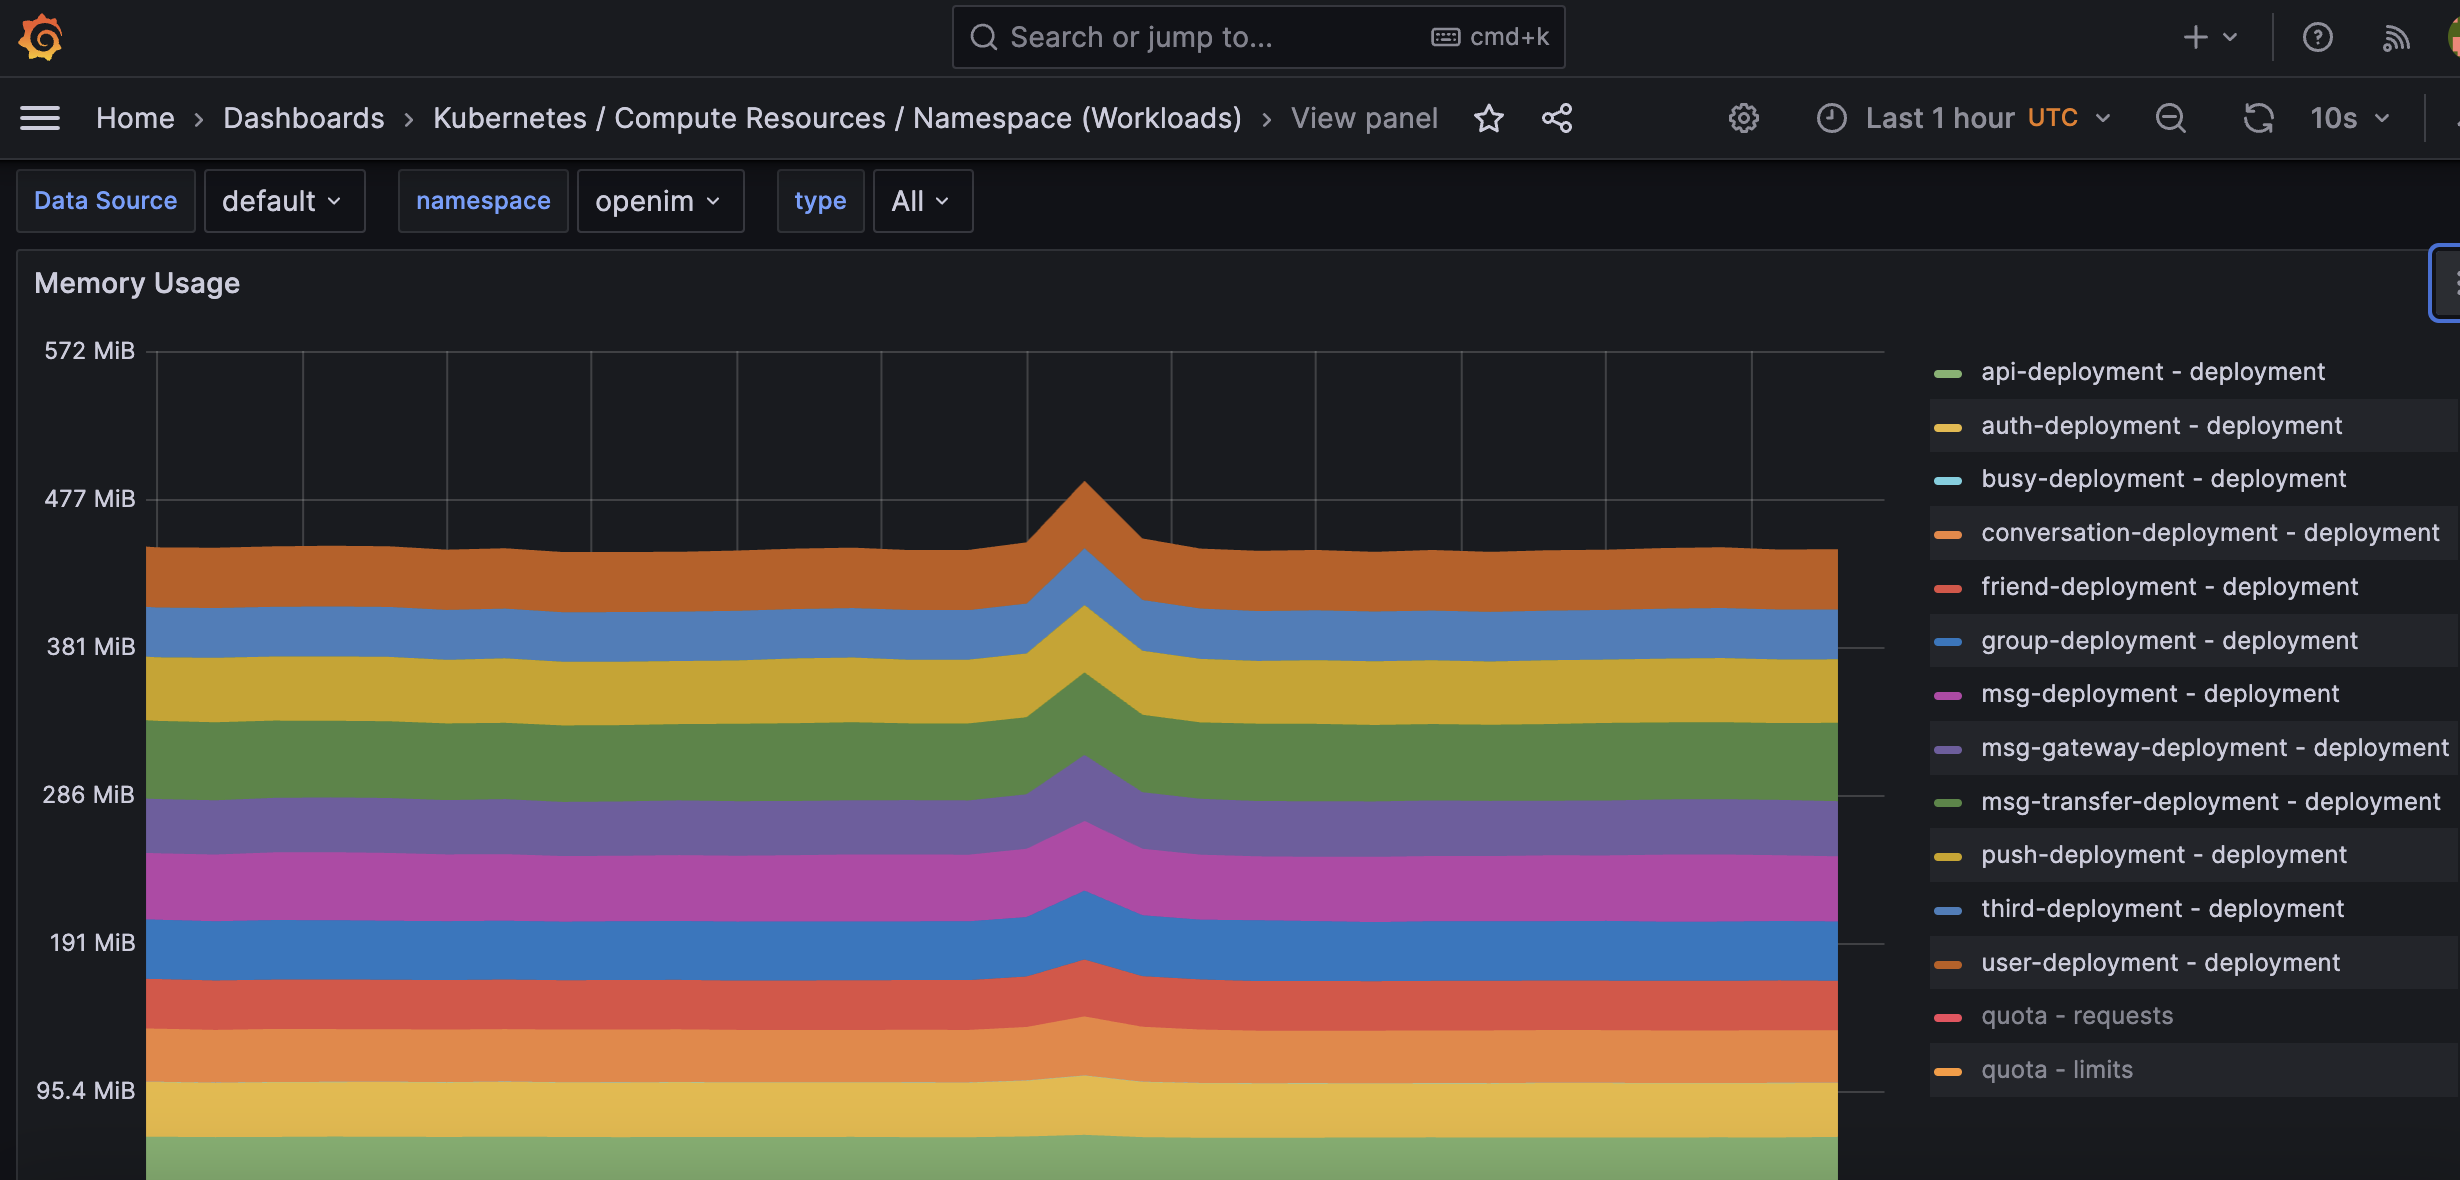 Search or jump to... cmd+k
Home › Dashboards › Kubernetes / Compute Resources / Namespace (Workloads) › View panel Last 1 hour UTC 10s
Data Source default namespace openim type All
Memory Usage
572 MiB
477 MiB
381 MiB
286 MiB
191 MiB
95.4 MiB
api-deployment - deployment
auth-deployment - deployment
busy-deployment - deployment
conversation-deployment - deployment
friend-deployment - deployment
group-deployment - deployment
msg-deployment - deployment
msg-gateway-deployment - deployment
msg-transfer-deployment - deployment
push-deployment - deployment
third-deployment - deployment
user-deployment - deployment
quota - requests
quota - limits